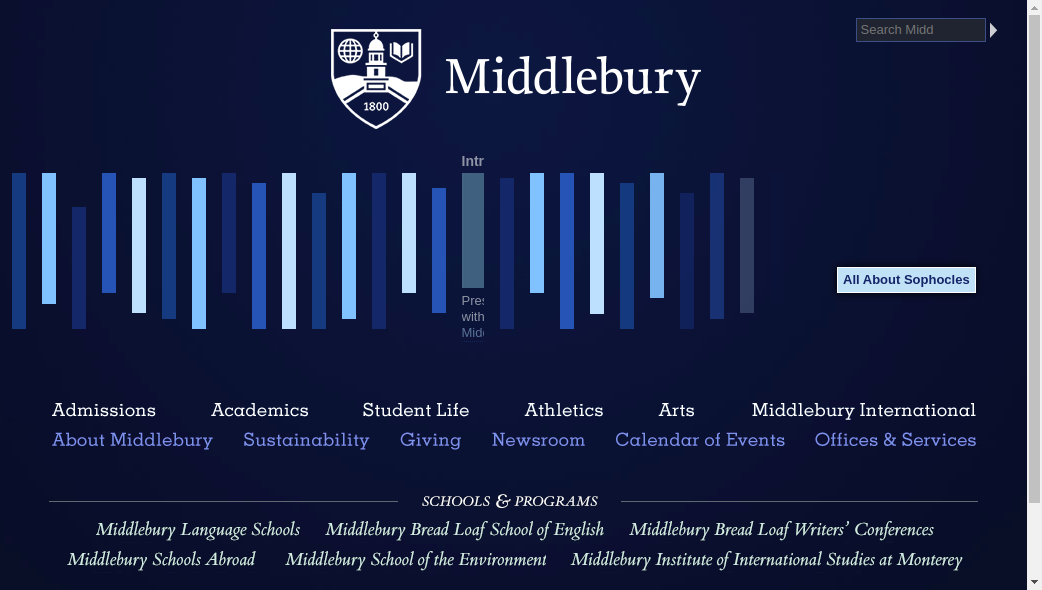 Search Midd
1800
Middlebury
Intr
All About Sophocles
Pres
with
Midd
Admissions Academics Student Life Athletics Arts Middlebury International
About Middlebury Sustainability Giving Newsroom Calendar of Events Offices & Services
SCHOOLS & PROGRAMS
Middlebury Language Schools Middlebury Bread Loaf School of English Middlebury Bread Loaf Writers’ Conferences
Middlebury Schools Abroad Middlebury School of the Environment Middlebury Institute of International Studies at Monterey